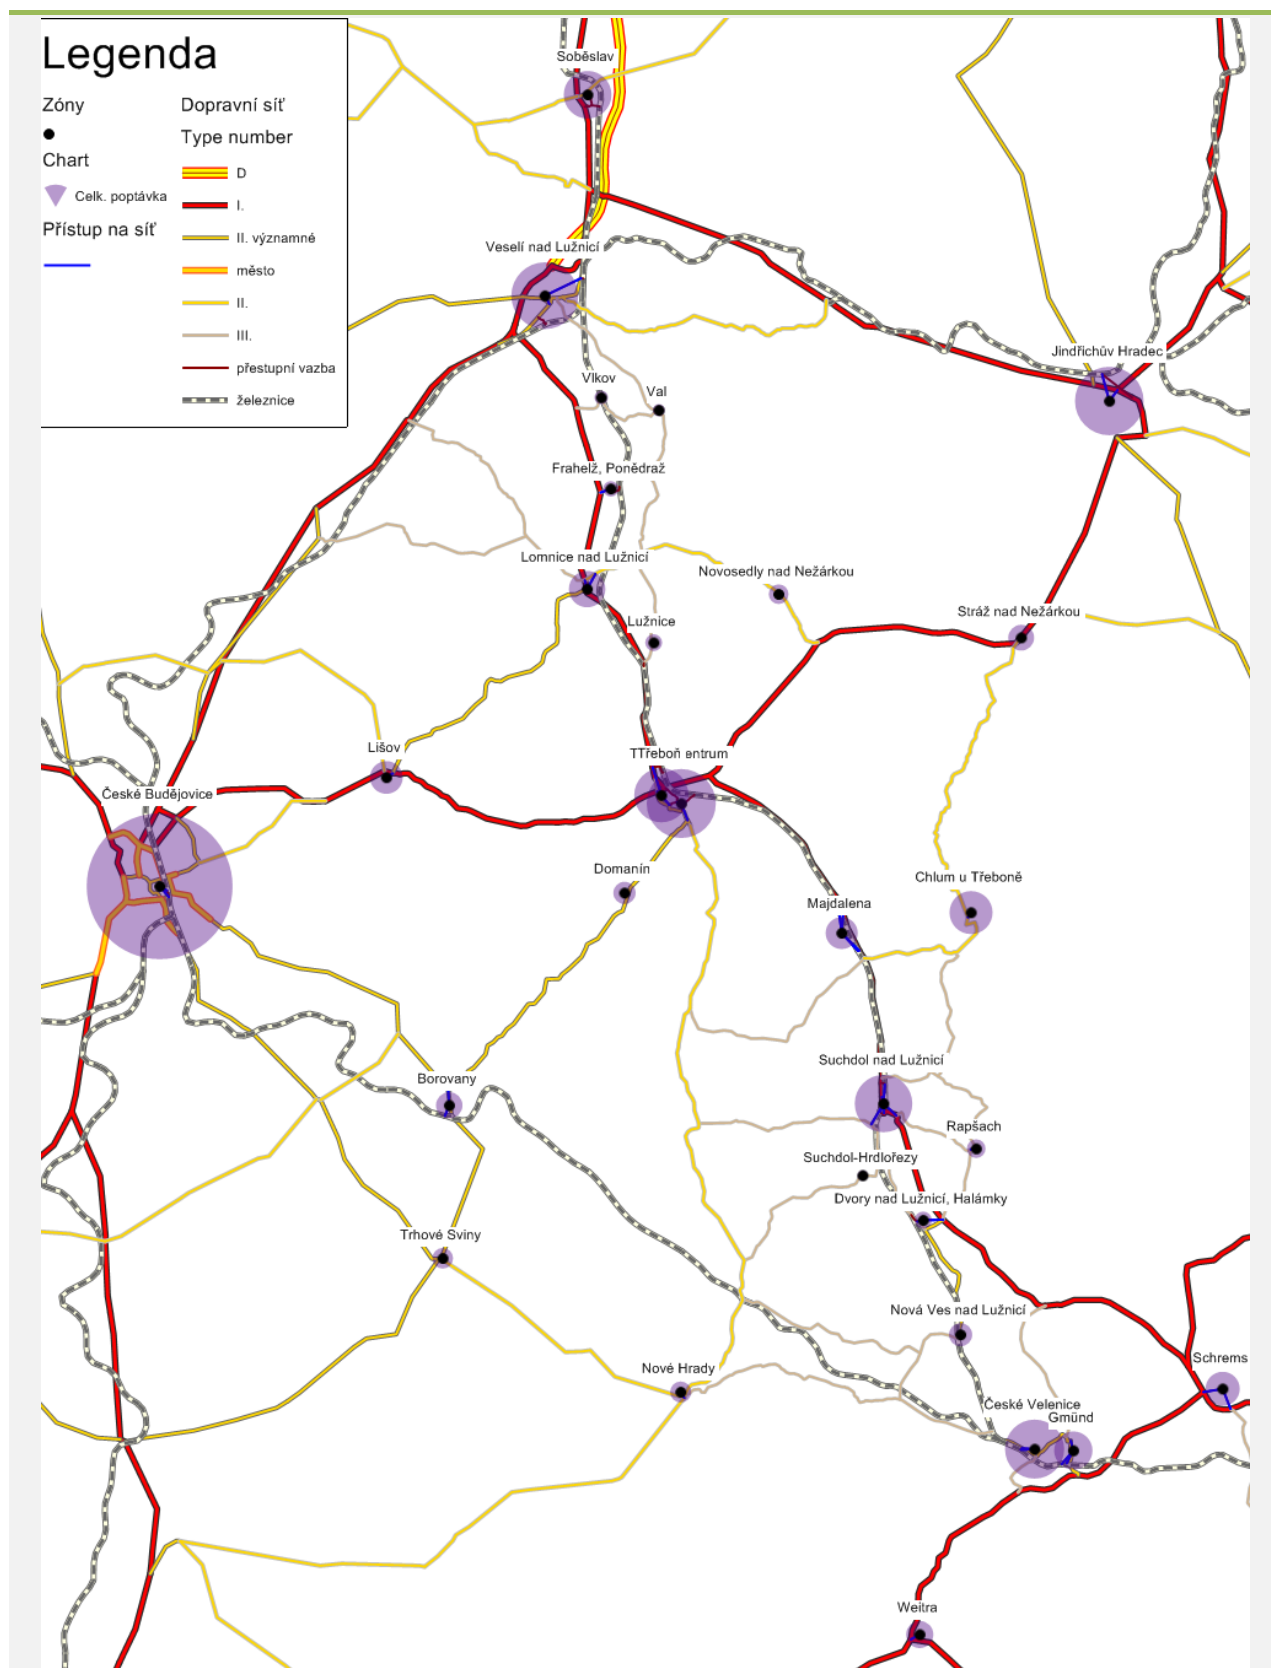 Legenda
Zóny
Dopravní síť
Type number
Chart
D
Celk. poptávka
I.
Přístup na síť
II. významné
město
II.
III.
přestupní vazba
železnice
Soběslav
Veselí nad Lužnicí
Jindřichův Hradec
Vlkov
Val
Frahelž, Ponědraž
Lomnice nad Lužnicí
Novosedly nad Nežárkou
Stráž nad Nežárkou
Lužnice
Lišov
TTřeboň entrum
České Budějovice
Domanín
Chlum u Třeboně
Majdalena
Suchdol nad Lužnicí
Borovany
Rapšach
Suchdol-Hrdlořezy
Dvory nad Lužnicí, Halámky
Trhové Sviny
Nová Ves nad Lužnicí
Schrems
Nové Hrady
České Velenice
Gmünd
Weitra